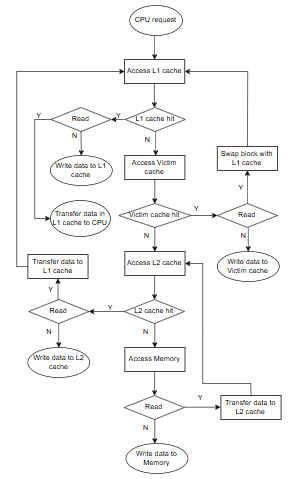 CPU request
Access L1 cache
Y
Read
Y
L1 cache hit
N
N
Write data to L1
cache
Access Victim
cache
Swap block with
L1 cache
Y
Transfer data in
L1 cache to CPU
Victim cache hit
Y
Read
N
N
Transfer data to
L1 cache
Access L2 cache
Write data to
Victim cache
Y
Read
Y
L2 cache hit
N
N
Write data to L2
cache
Access Memory
Read
Y
Transfer data to
L2 cache
N
Write data to
Memory